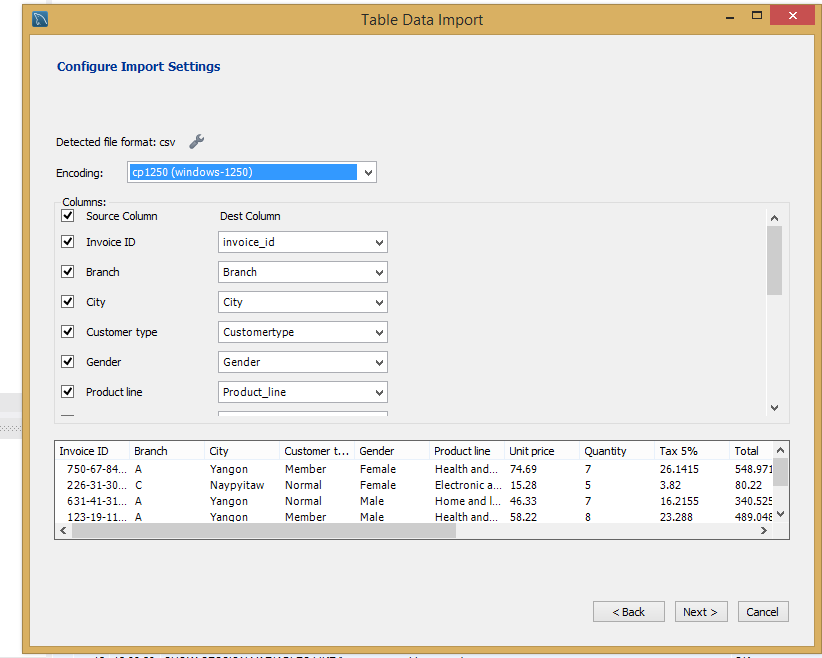 Table Data Import
Configure Import Settings
Detected file format: csv
Encoding: cp1250 (windows-1250)
Columns:
Source Column Dest Column
Invoice ID invoice_id
Branch Branch
City City
Customer type Customertype
Gender Gender
Product line Product_line
Invoice ID Branch City Customer t... Gender Product line Unit price Quantity Tax 5% Total
750-67-84... A Yangon Member Female Health and... 74.69 7 26.1415 548.971
226-31-30... C Naypyitaw Normal Female Electronic a... 15.28 5 3.82 80.22
631-41-31... A Yangon Normal Male Home and l... 46.33 7 16.2155 340.525
123-19-11... A Yangon Member Male Health and... 58.22 8 23.288 489.048
< Back Next > Cancel